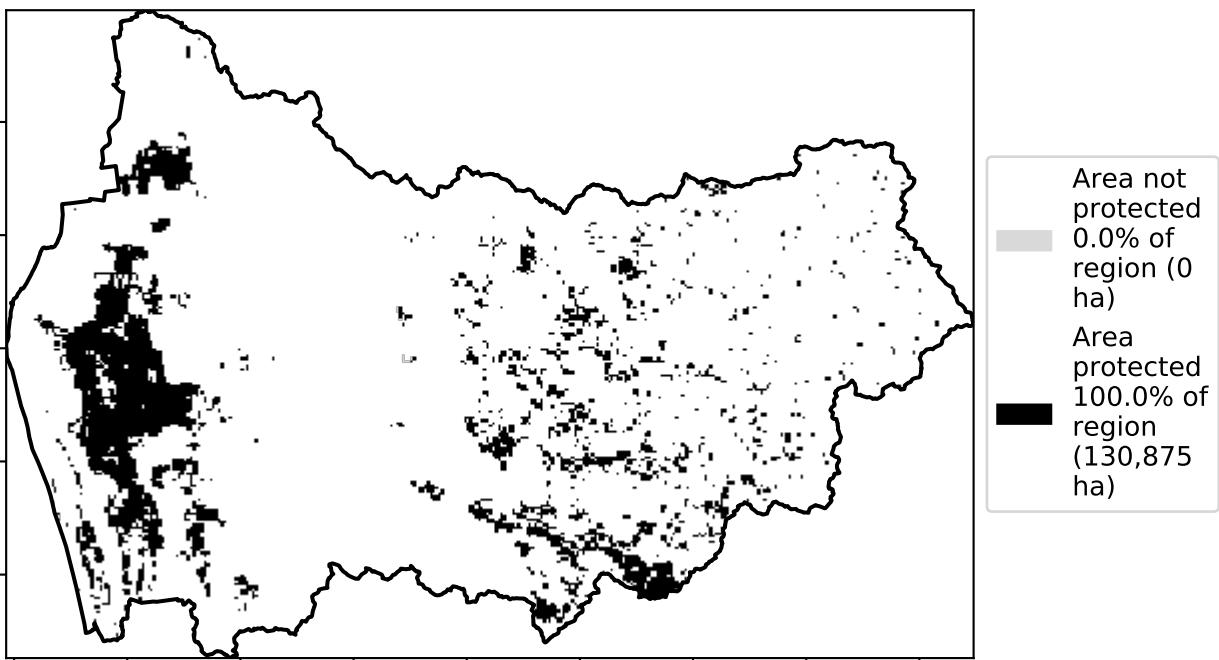 Area not
protected
0.0% of
region (0
ha)
Area
protected
100.0% of
region
(130,875
ha)